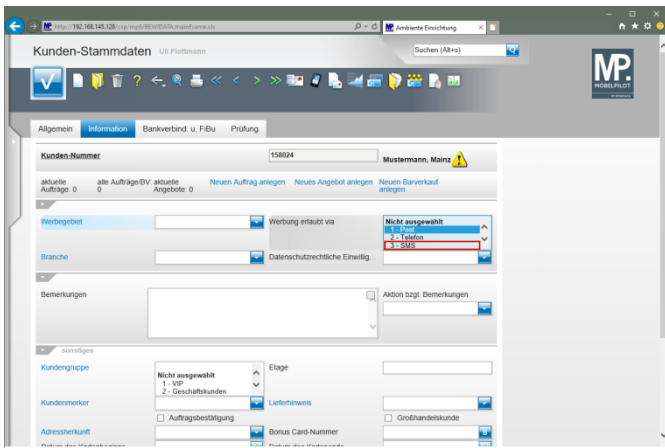 http://192.168.145.128/csp/mpli/BEWIDATA.mainFrame.cls
Ambiente Einrichtung
Kunden-Stammdaten Uli Flottmann
Suchen (Alt+s)
MP.
MÖBELPILOT
Allgemein Information Bankverbind. u. FiBu Prüfung
Kunden-Nummer 158024 Mustermann, Mainz
aktuelle Aufträge: 0 alle Aufträge/BV: 0 aktuelle Angebote: 0 Neuen Auftrag anlegen Neues Angebot anlegen Neuen Barverkauf anlegen
Werbegebiet Werbung erlaubt via Nicht ausgewählt
1 - Post
2 - Telefon
3 - SMS
Branche Datenschutzrechtliche Einwillig...
Bemerkungen Aktion bzgl. Bemerkungen
sonstiges
Kundengruppe Nicht ausgewählt Etage
1 - VIP
2 - Geschäftskunden
Kundenmerker Lieferhinweis
Auftragsbestätigung Großhandelskunde
Adressherkunft Bonus Card-Nummer